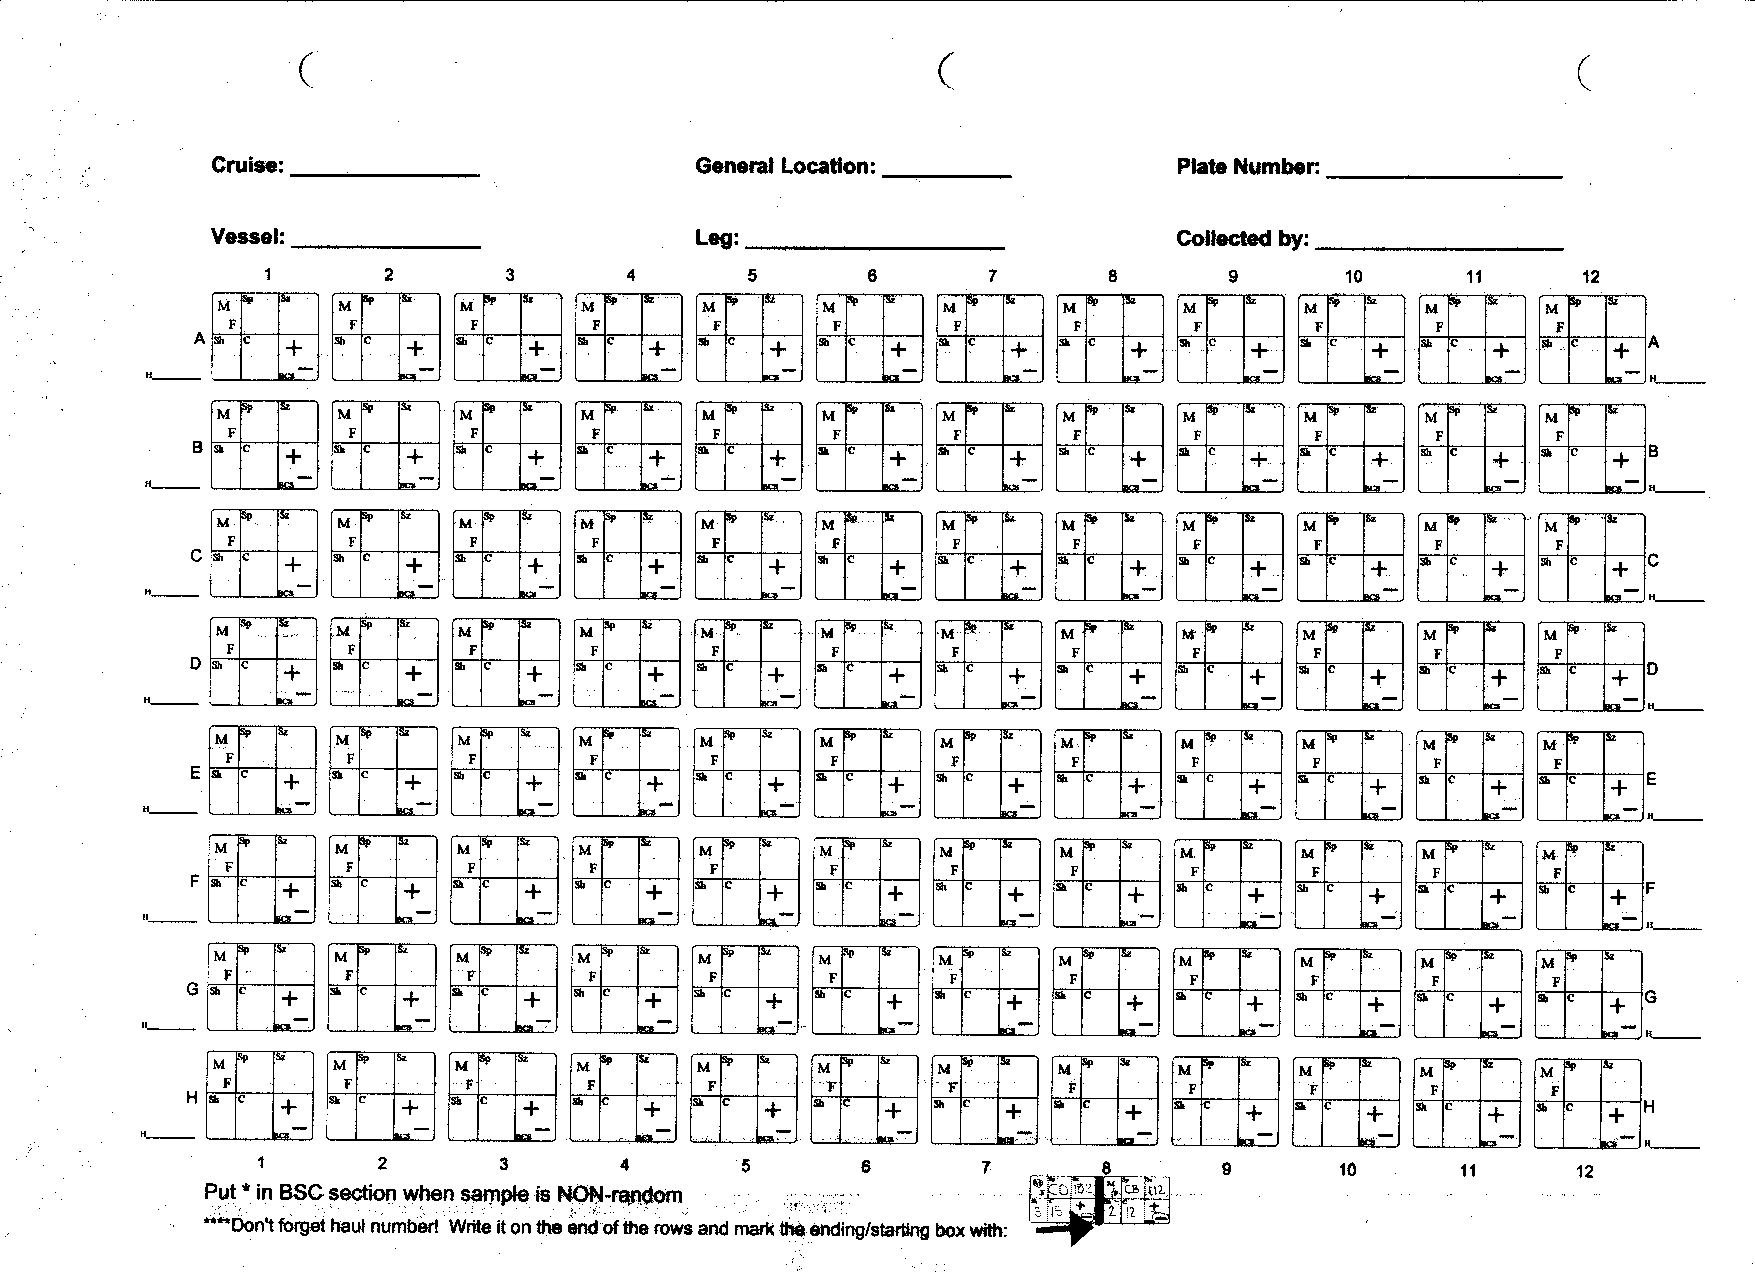 Cruise: ________ General Location: ________ Plate Number: ________
Vessel: ________ Leg: ________ Collected by: ________
1 2 3 4 5 6 7 8 9 10 11 12
M Sp Sz M Sp Sz M Sp Sz M Sp Sz M Sp Sz M Sp Sz M Sp Sz M Sp Sz M Sp Sz M Sp Sz M Sp Sz M Sp Sz
F F F F F F F F F F F F
A Sh C + Sh C + Sh C + Sh C + Sh C + Sh C + Sh C + Sh C + Sh C + Sh C + Sh C + Sh C + A
H____ BCS − BCS − BCS − BCS − BCS − BCS − BCS − BCS − BCS − BCS − BCS − BCS − H____
M Sp Sz M Sp Sz M Sp Sz M Sp Sz M Sp Sz M Sp Sz M Sp Sz M Sp Sz M Sp Sz M Sp Sz M Sp Sz M Sp Sz
F F F F F F F F F F F F
B Sh C + Sh C + Sh C + Sh C + Sh C + Sh C + Sh C + Sh C + Sh C + Sh C + Sh C + Sh C + B
H____ BCS − BCS − BCS − BCS − BCS − BCS − BCS − BCS − BCS − BCS − BCS − BCS − H____
M Sp Sz M Sp Sz M Sp Sz M Sp Sz M Sp Sz M Sp Sz M Sp Sz M Sp Sz M Sp Sz M Sp Sz M Sp Sz M Sp Sz
F F F F F F F F F F F F
C Sh C + Sh C + Sh C + Sh C + Sh C + Sh C + Sh C + Sh C + Sh C + Sh C + Sh C + Sh C + C
H____ BCS − BCS − BCS − BCS − BCS − BCS − BCS − BCS − BCS − BCS − BCS − BCS − H____
M Sp Sz M Sp Sz M Sp Sz M Sp Sz M Sp Sz M Sp Sz M Sp Sz M Sp Sz M Sp Sz M Sp Sz M Sp Sz M Sp Sz
F F F F F F F F F F F F
D Sh C + Sh C + Sh C + Sh C + Sh C + Sh C + Sh C + Sh C + Sh C + Sh C + Sh C + Sh C + D
H____ BCS − BCS − BCS − BCS − BCS − BCS − BCS − BCS − BCS − BCS − BCS − BCS − H____
M Sp Sz M Sp Sz M Sp Sz M Sp Sz M Sp Sz M Sp Sz M Sp Sz M Sp Sz M Sp Sz M Sp Sz M Sp Sz M Sp Sz
F F F F F F F F F F F F
E Sh C + Sh C + Sh C + Sh C + Sh C + Sh C + Sh C + Sh C + Sh C + Sh C + Sh C + Sh C + E
H____ BCS − BCS − BCS − BCS − BCS − BCS − BCS − BCS − BCS − BCS − BCS − BCS − H____
M Sp Sz M Sp Sz M Sp Sz M Sp Sz M Sp Sz M Sp Sz M Sp Sz M Sp Sz M Sp Sz M Sp Sz M Sp Sz M Sp Sz
F F F F F F F F F F F F
F Sh C + Sh C + Sh C + Sh C + Sh C + Sh C + Sh C + Sh C + Sh C + Sh C + Sh C + Sh C + F
H____ BCS − BCS − BCS − BCS − BCS − BCS − BCS − BCS − BCS − BCS − BCS − BCS − H____
M Sp Sz M Sp Sz M Sp Sz M Sp Sz M Sp Sz M Sp Sz M Sp Sz M Sp Sz M Sp Sz M Sp Sz M Sp Sz M Sp Sz
F F F F F F F F F F F F
G Sh C + Sh C + Sh C + Sh C + Sh C + Sh C + Sh C + Sh C + Sh C + Sh C + Sh C + Sh C + G
H____ BCS − BCS − BCS − BCS − BCS − BCS − BCS − BCS − BCS − BCS − BCS − BCS − H____
M Sp Sz M Sp Sz M Sp Sz M Sp Sz M Sp Sz M Sp Sz M Sp Sz M Sp Sz M Sp Sz M Sp Sz M Sp Sz M Sp Sz
F F F F F F F F F F F F
H Sh C + Sh C + Sh C + Sh C + Sh C + Sh C + Sh C + Sh C + Sh C + Sh C + Sh C + Sh C + H
H____ BCS − BCS − BCS − BCS − BCS − BCS − BCS − BCS − BCS − BCS − BCS − BCS − H____
1 2 3 4 5 6 7 8 9 10 11 12
Put * in BSC section when sample is NON-random
CO 102 CB 112
3 15 2 12
****Don't forget haul number! Write it on the end of the rows and mark the ending/starting box with: